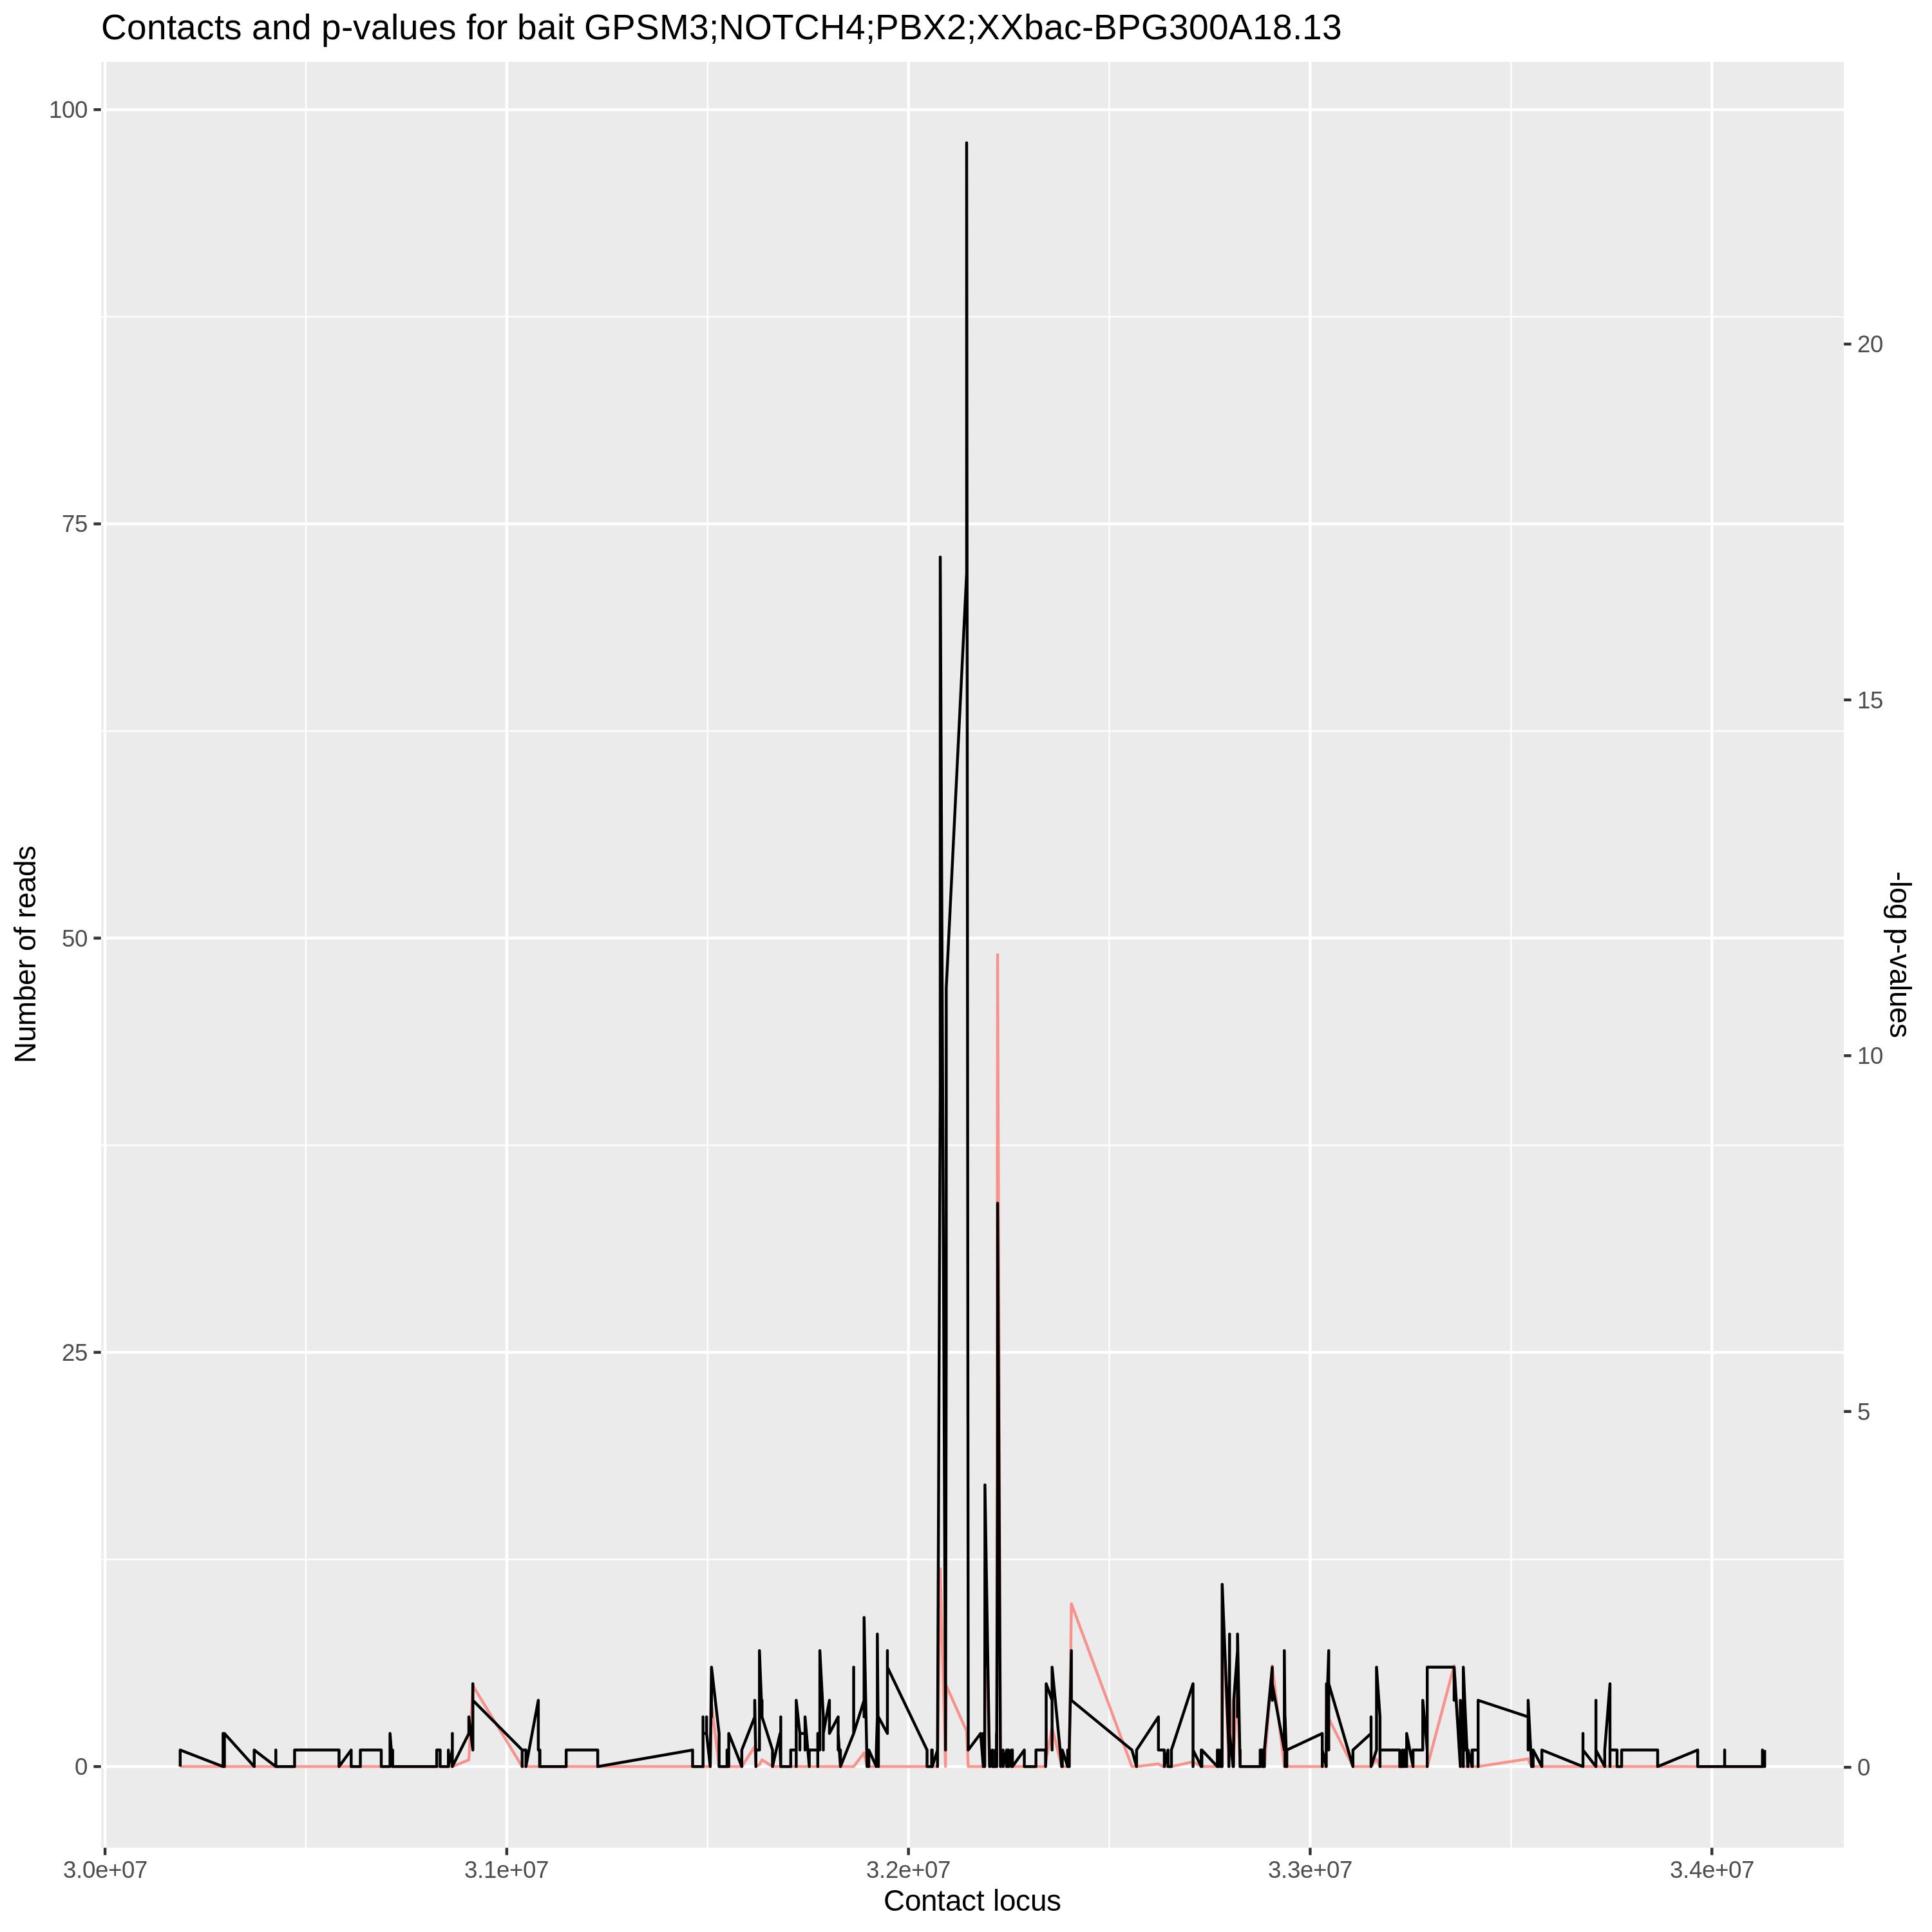 Contacts and p-values for bait GPSM3;NOTCH4;PBX2;XXbac-BPG300A18.13
100
75
50
25
0
Number of reads
20
15
10
5
0
-log p-values
3.0e+07 3.1e+07 3.2e+07 3.3e+07 3.4e+07
Contact locus